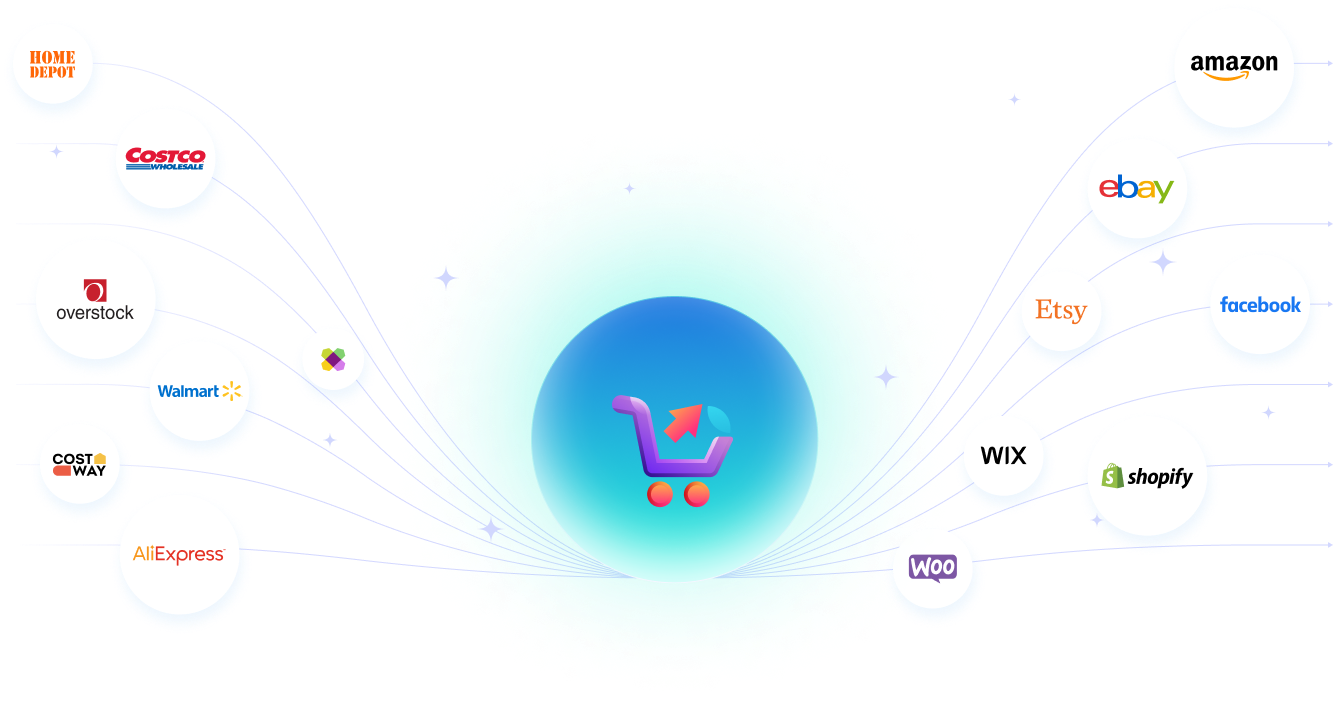 HOME
DEPOT
COSTCO
WHOLESALE
overstock
Walmart
COST
WAY
AliExpress
amazon
ebay
Etsy
facebook
WIX
shopify
WOO